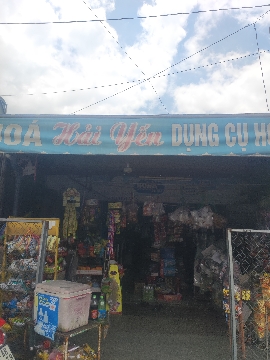 HOÁ Hải Yến DỤNG CỤ H